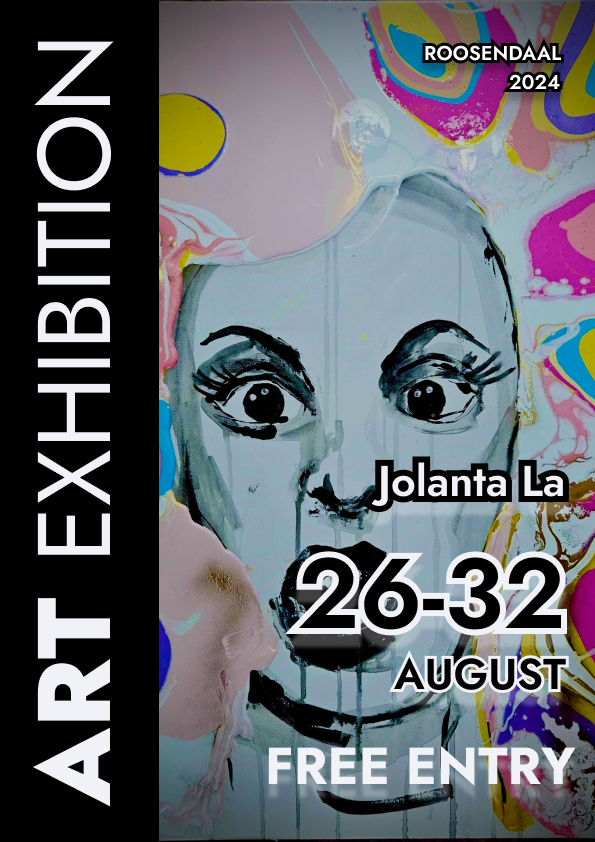 ART EXHIBITION
ROOSENDAAL
2024
Jolanta La
26-32
AUGUST
FREE ENTRY